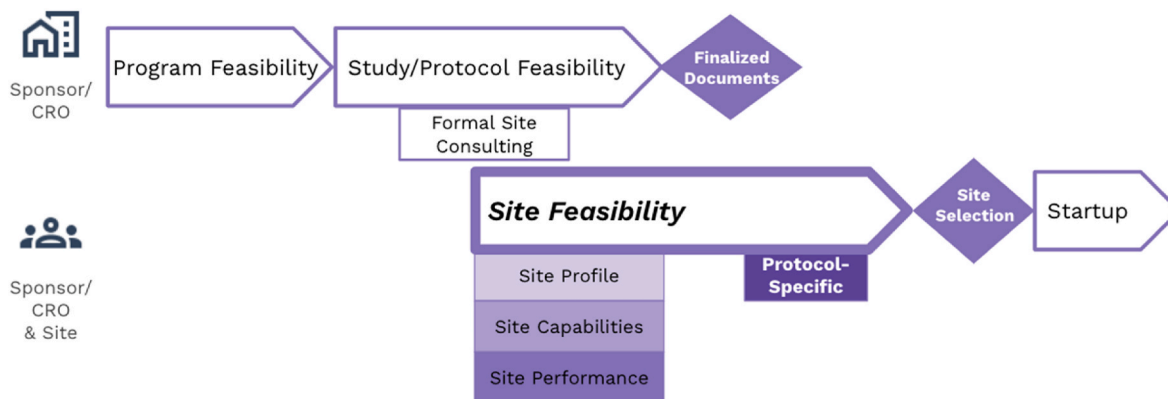 Sponsor/
CRO
Program Feasibility
Study/Protocol Feasibility
Finalized
Documents
Formal Site
Consulting
Sponsor/
CRO
& Site
Site Feasibility
Site
Selection
Startup
Site Profile
Protocol-
Specific
Site Capabilities
Site Performance